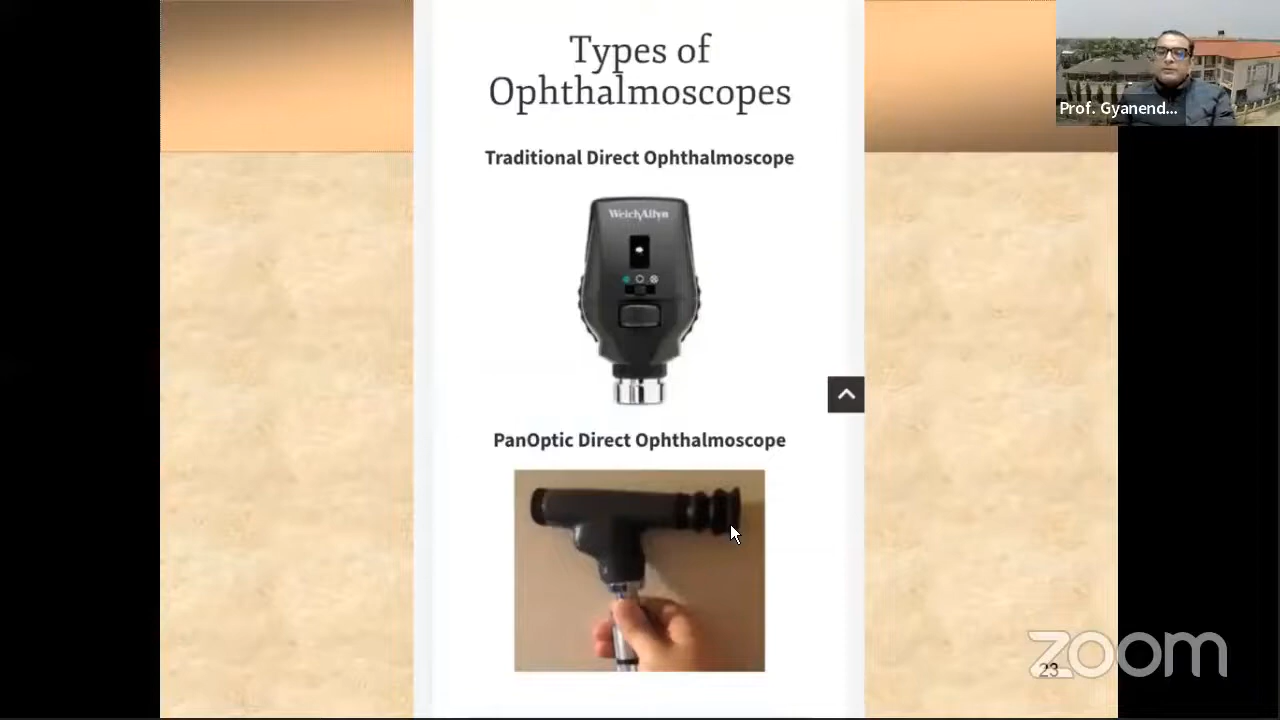 Types of
Ophthalmoscopes
Prof. Gyanend...
Traditional Direct Ophthalmoscope
WelchAllyn
PanOptic Direct Ophthalmoscope
zoom
23